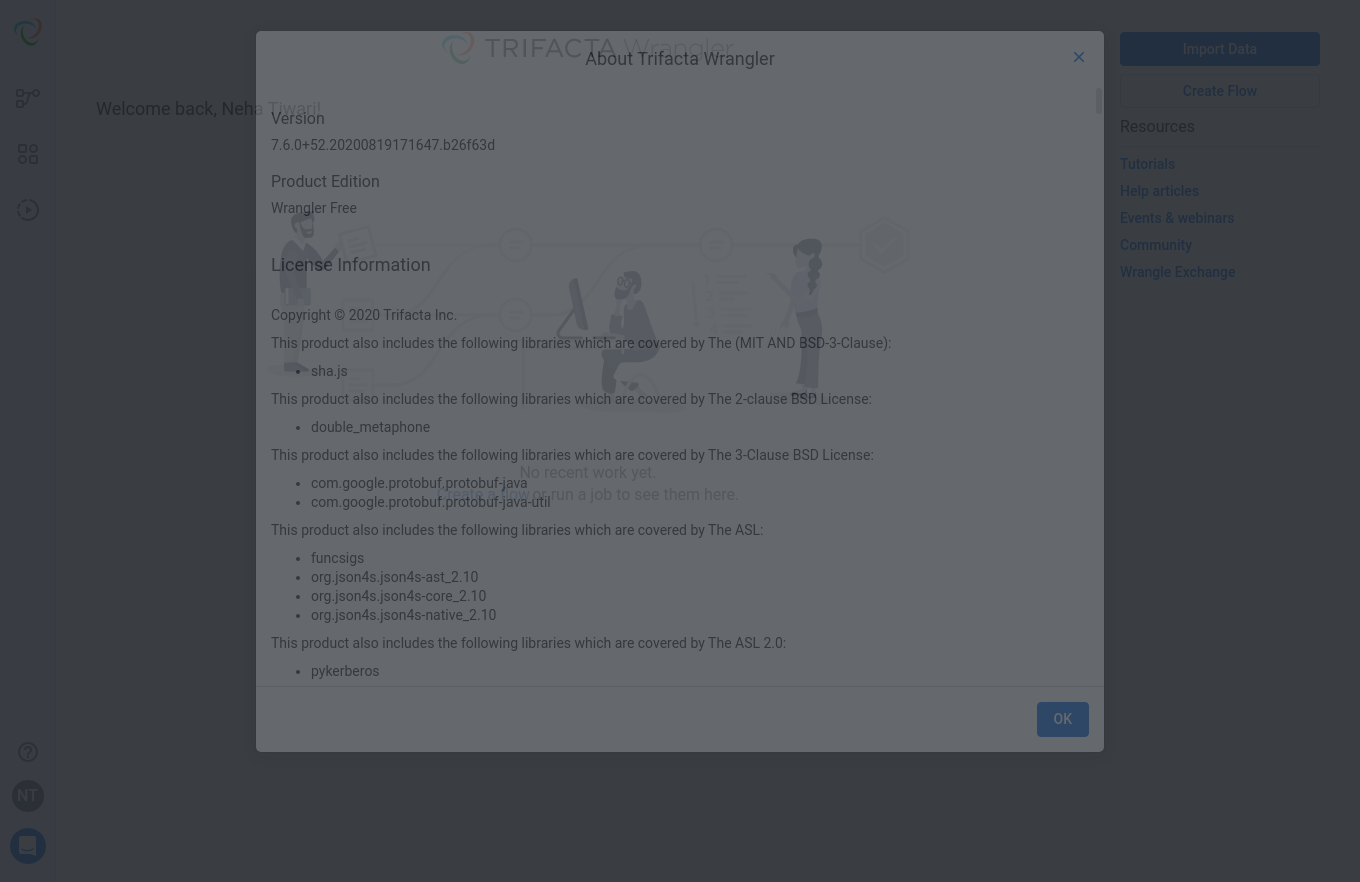 TRIFACTA Wrangler
About Trifacta Wrangler
Welcome back, Neha Tiwari!
Version
7.6.0+52.20200819171647.b26f63d
Product Edition
Wrangler Free
License Information
Copyright © 2020 Trifacta Inc.
This product also includes the following libraries which are covered by The (MIT AND BSD-3-Clause):
• sha.js
This product also includes the following libraries which are covered by The 2-clause BSD License:
• double_metaphone
This product also includes the following libraries which are covered by The 3-Clause BSD License:
No recent work yet.
• com.google.protobuf.protobuf-java
Create a flow or run a job to see them here.
• com.google.protobuf.protobuf-java-util
This product also includes the following libraries which are covered by The ASL:
• funcsigs
• org.json4s.json4s-ast_2.10
• org.json4s.json4s-core_2.10
• org.json4s.json4s-native_2.10
This product also includes the following libraries which are covered by The ASL 2.0:
• pykerberos
OK
Import Data
Create Flow
Resources
Tutorials
Help articles
Events & webinars
Community
Wrangle Exchange
NT